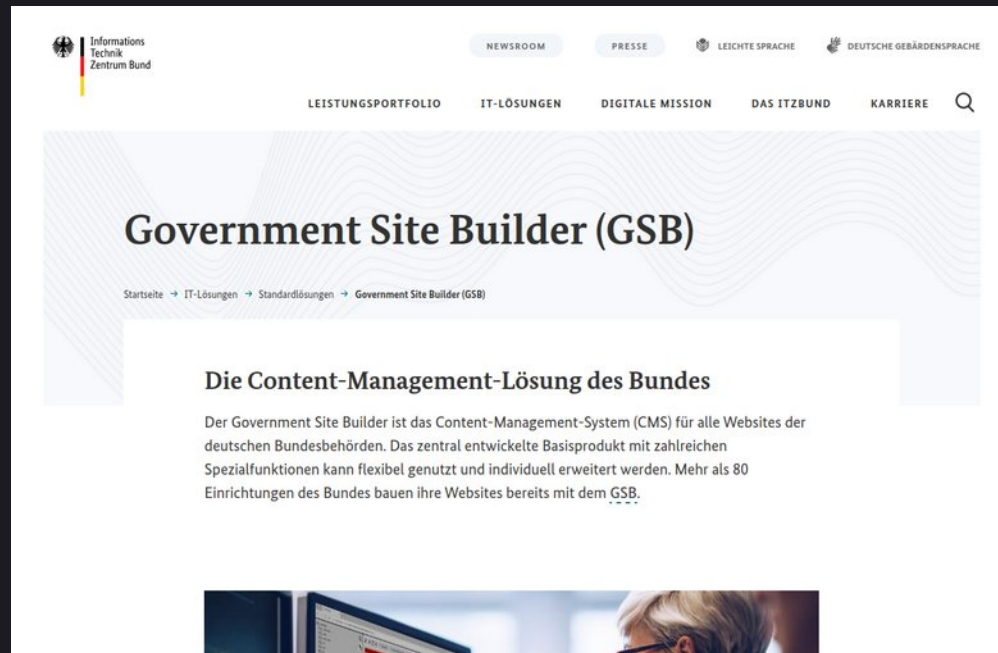 Informations
Technik
Zentrum Bund
NEWSROOM PRESSE LEICHTE SPRACHE DEUTSCHE GEBÄRDENSPRACHE
LEISTUNGSPORTFOLIO IT-LÖSUNGEN DIGITALE MISSION DAS ITZBUND KARRIERE
Government Site Builder (GSB)
Startseite → IT-Lösungen → Standardlösungen → Government Site Builder (GSB)
Die Content-Management-Lösung des Bundes
Der Government Site Builder ist das Content-Management-System (CMS) für alle Websites der
deutschen Bundesbehörden. Das zentral entwickelte Basisprodukt mit zahlreichen
Spezialfunktionen kann flexibel genutzt und individuell erweitert werden. Mehr als 80
Einrichtungen des Bundes bauen ihre Websites bereits mit dem GSB.